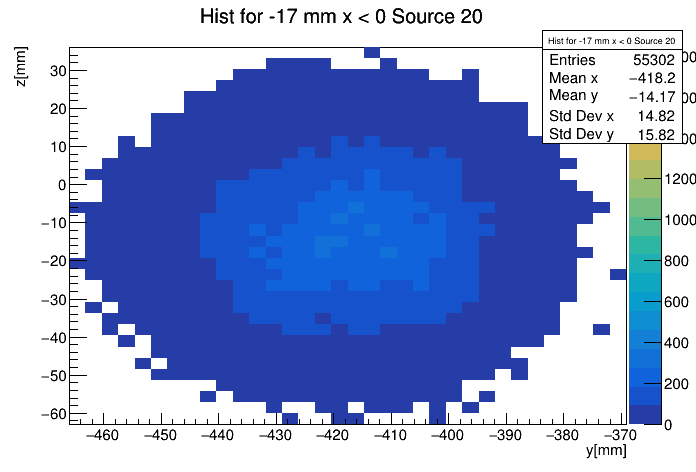 Hist for -17 mm x < 0 Source 20
z[mm]
Hist for -17 mm x < 0 Source 20
Entries 55302
Mean x −418.2
Mean y −14.17
Std Dev x 14.82
Std Dev y 15.82
30
20
10
0
−10
−20
−30
−40
−50
−60
−460 −450 −440 −430 −420 −410 −400 −390 −380 −370
y[mm]
1200
1000
800
600
400
200
0